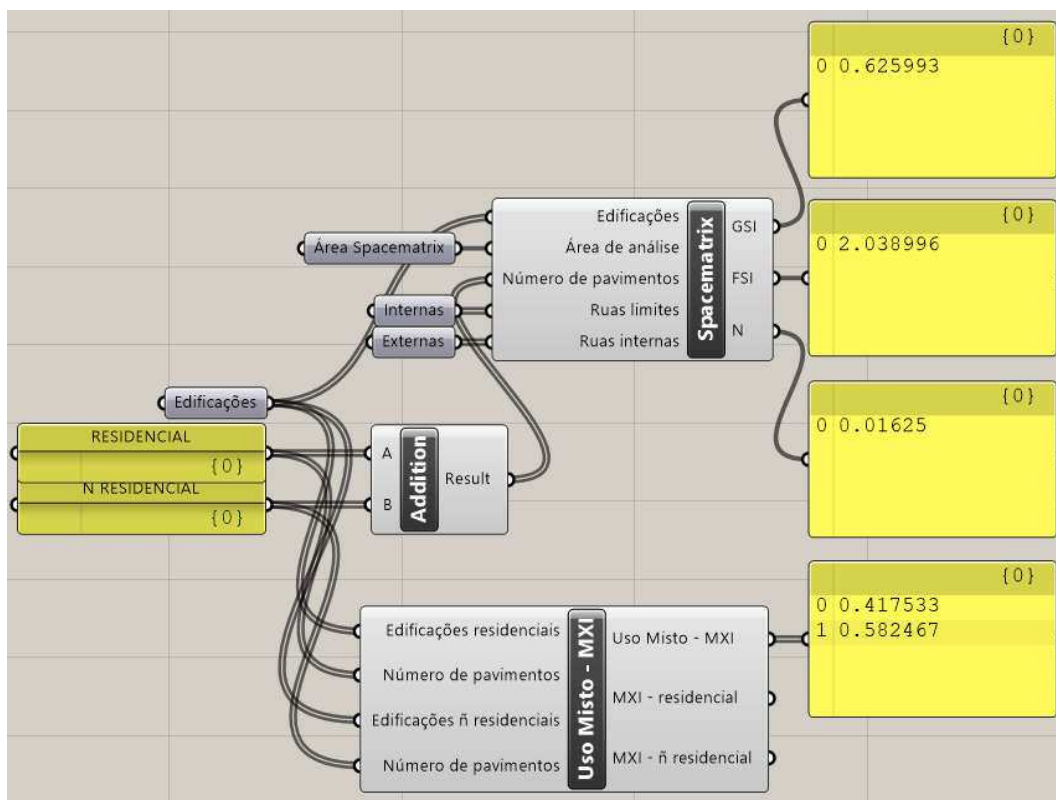 {0}
0 0.625993
Edificações
Área de análise
Número de pavimentos
Ruas limites
Ruas internas
Spacematrix
GSI
FSI
N
Área Spacematrix
Internas
Externas
{0}
0 2.038996
{0}
0 0.01625
Edificações
RESIDENCIAL
{0}
N RESIDENCIAL
{0}
A
B
Addition
Result
Edificações residenciais
Número de pavimentos
Edificações ñ residenciais
Número de pavimentos
Uso Misto - MXI
Uso Misto - MXI
MXI - residencial
MXI - ñ residencial
{0}
0 0.417533
1 0.582467